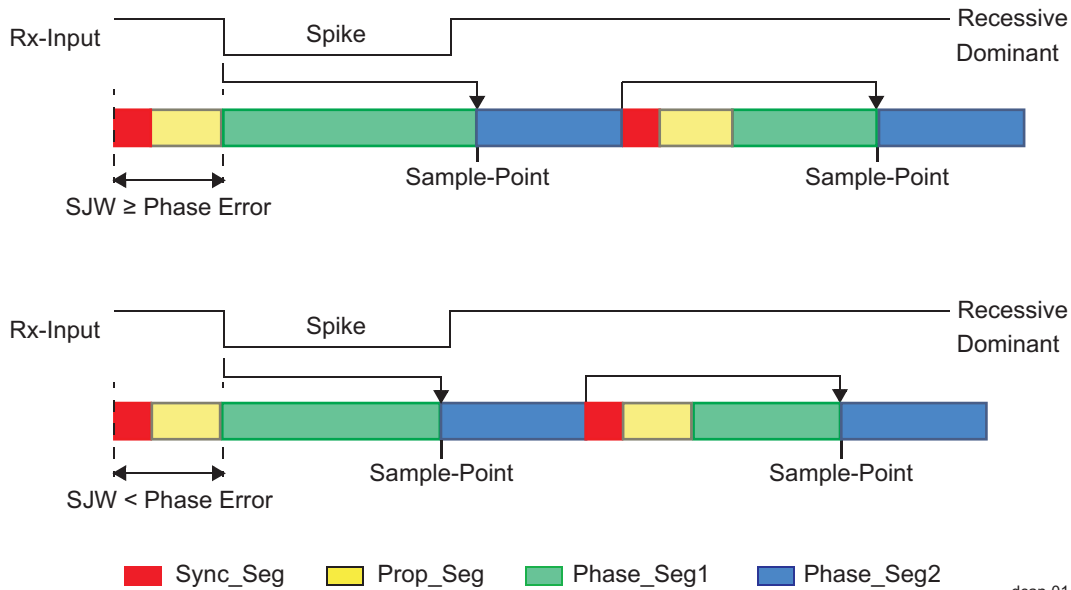 Rx-Input
Spike
Recessive
Dominant
Sample-Point
Sample-Point
SJW ≥ Phase Error
Rx-Input
Spike
Recessive
Dominant
Sample-Point
Sample-Point
SJW < Phase Error
Sync_Seg
Prop_Seg
Phase_Seg1
Phase_Seg2